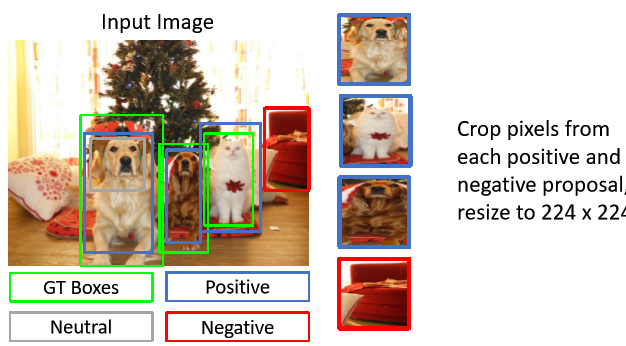 Input Image
GT Boxes
Positive
Neutral
Negative
Crop pixels from
each positive and
negative proposal,
resize to 224 x 224